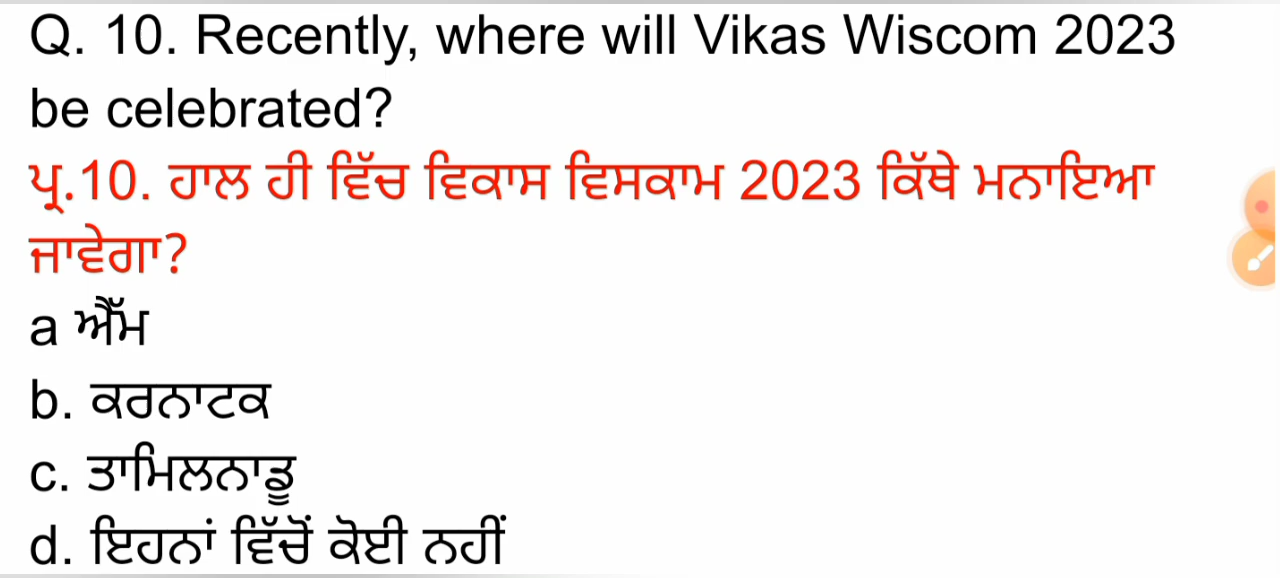 Q. 10. Recently, where will Vikas Wiscom 2023
be celebrated?
ਪ੍ਰ.10. ਹਾਲ ਹੀ ਵਿੱਚ ਵਿਕਾਸ ਵਿਸਕਾਮ 2023 ਕਿੱਥੇ ਮਨਾਇਆ
ਜਾਵੇਗਾ?
a ਐੱਮ
b. ਕਰਨਾਟਕ
c. ਤਾਮਿਲਨਾਡੂ
d. ਇਹਨਾਂ ਵਿੱਚੋਂ ਕੋਈ ਨਹੀਂ